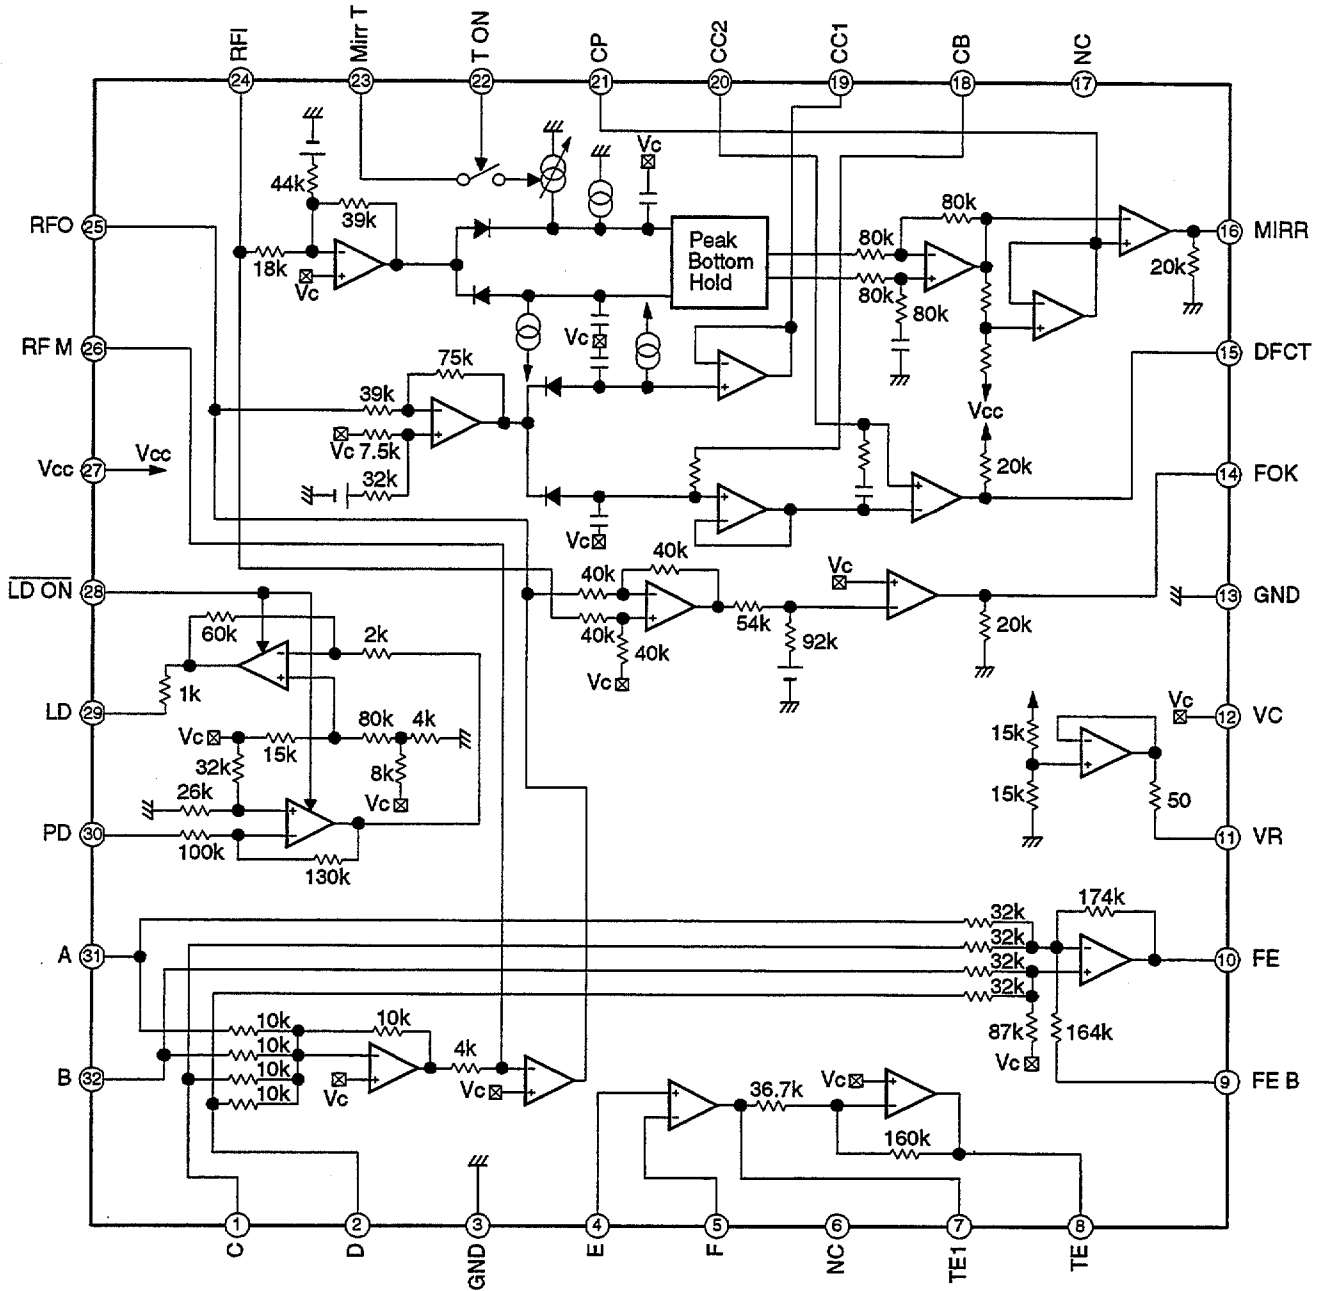 RFI Mirr T T ON CP CC2 CC1 CB NC
24 23 22 21 20 19 18 17
Vc
44k
39k
80k
RFO 25
18k
Vc
Peak
Bottom
Hold
80k
80k
80k
20k
16 MIRR
RF M 26
Vc
75k
39k
Vc 7.5k
32k
15 DFCT
Vcc
Vcc 27 Vcc
20k
14 FOK
Vc
40k
40k
40k
40k
Vc
54k
92k
Vc
20k
LD ON 28
13 GND
60k
2k
1k
LD 29
Vc
15k
80k 4k
32k
8k
Vc
26k
PD 30
100k
130k
Vc
12 VC
15k
15k
50
11 VR
32k
32k
32k
32k
174k
A 31
10 FE
87k
164k
Vc
10k
10k
10k
10k
10k
4k
Vc
Vc
B 32
9 FE B
36.7k
Vc
160k
1 2 3 4 5 6 7 8
C D GND E F NC TE1 TE